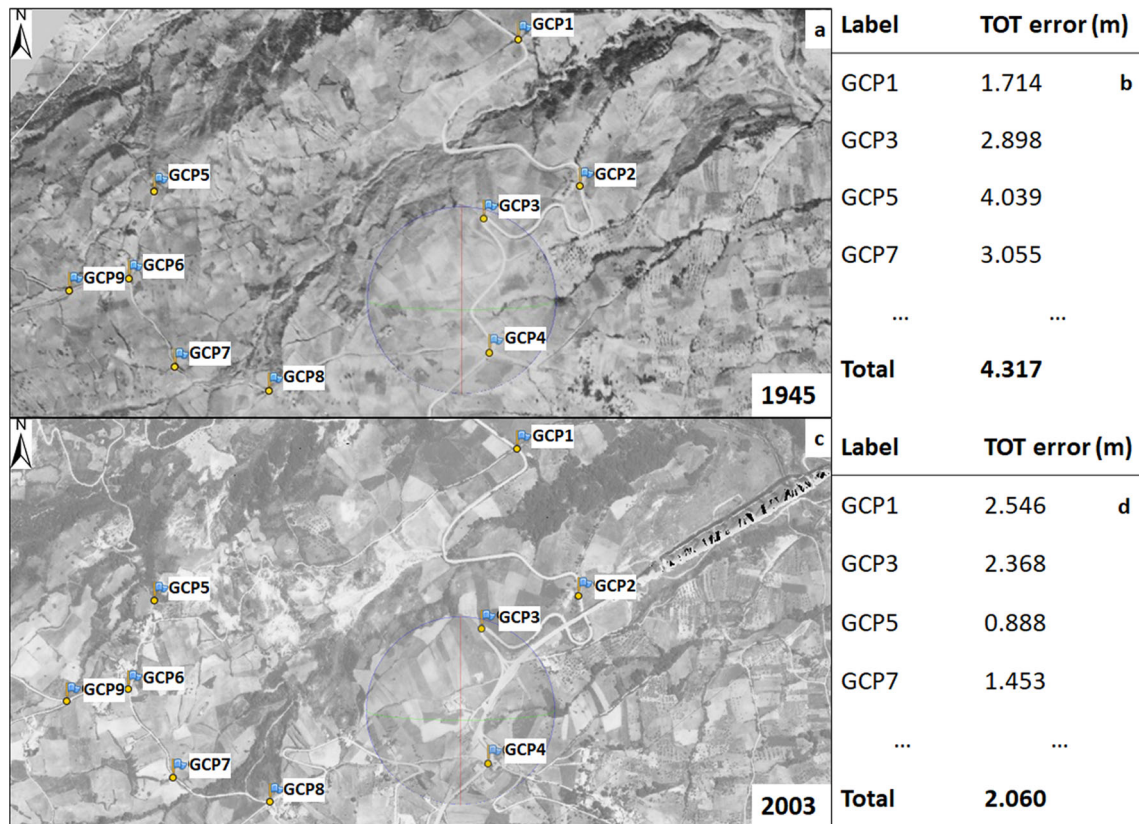 N
a
GCP1
GCP2
GCP5
GCP3
GCP6
GCP9
GCP4
GCP7
GCP8
1945
Label TOT error (m)
GCP1 1.714 b
GCP3 2.898
GCP5 4.039
GCP7 3.055
... ...
Total 4.317
N
c
GCP1
GCP2
GCP5
GCP3
GCP6
GCP9
GCP4
GCP7
GCP8
2003
Label TOT error (m)
GCP1 2.546 d
GCP3 2.368
GCP5 0.888
GCP7 1.453
... ...
Total 2.060